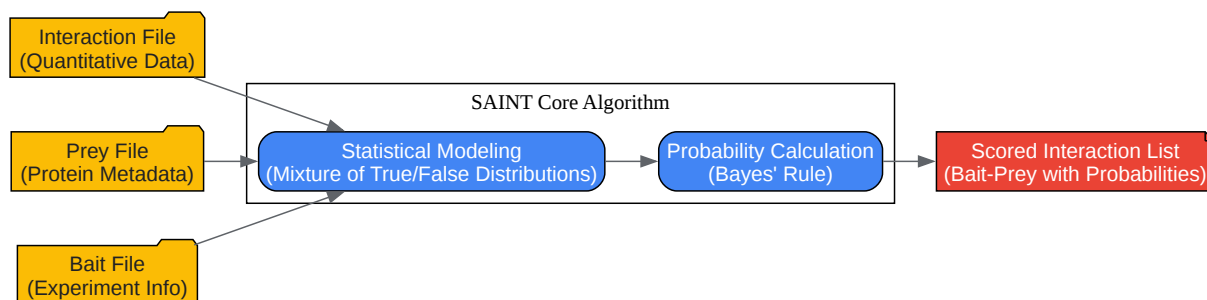 Interaction File
(Quantitative Data)
Prey File
(Protein Metadata)
Bait File
(Experiment Info)
SAINT Core Algorithm
Statistical Modeling
(Mixture of True/False Distributions)
Probability Calculation
(Bayes' Rule)
Scored Interaction List
(Bait-Prey with Probabilities)